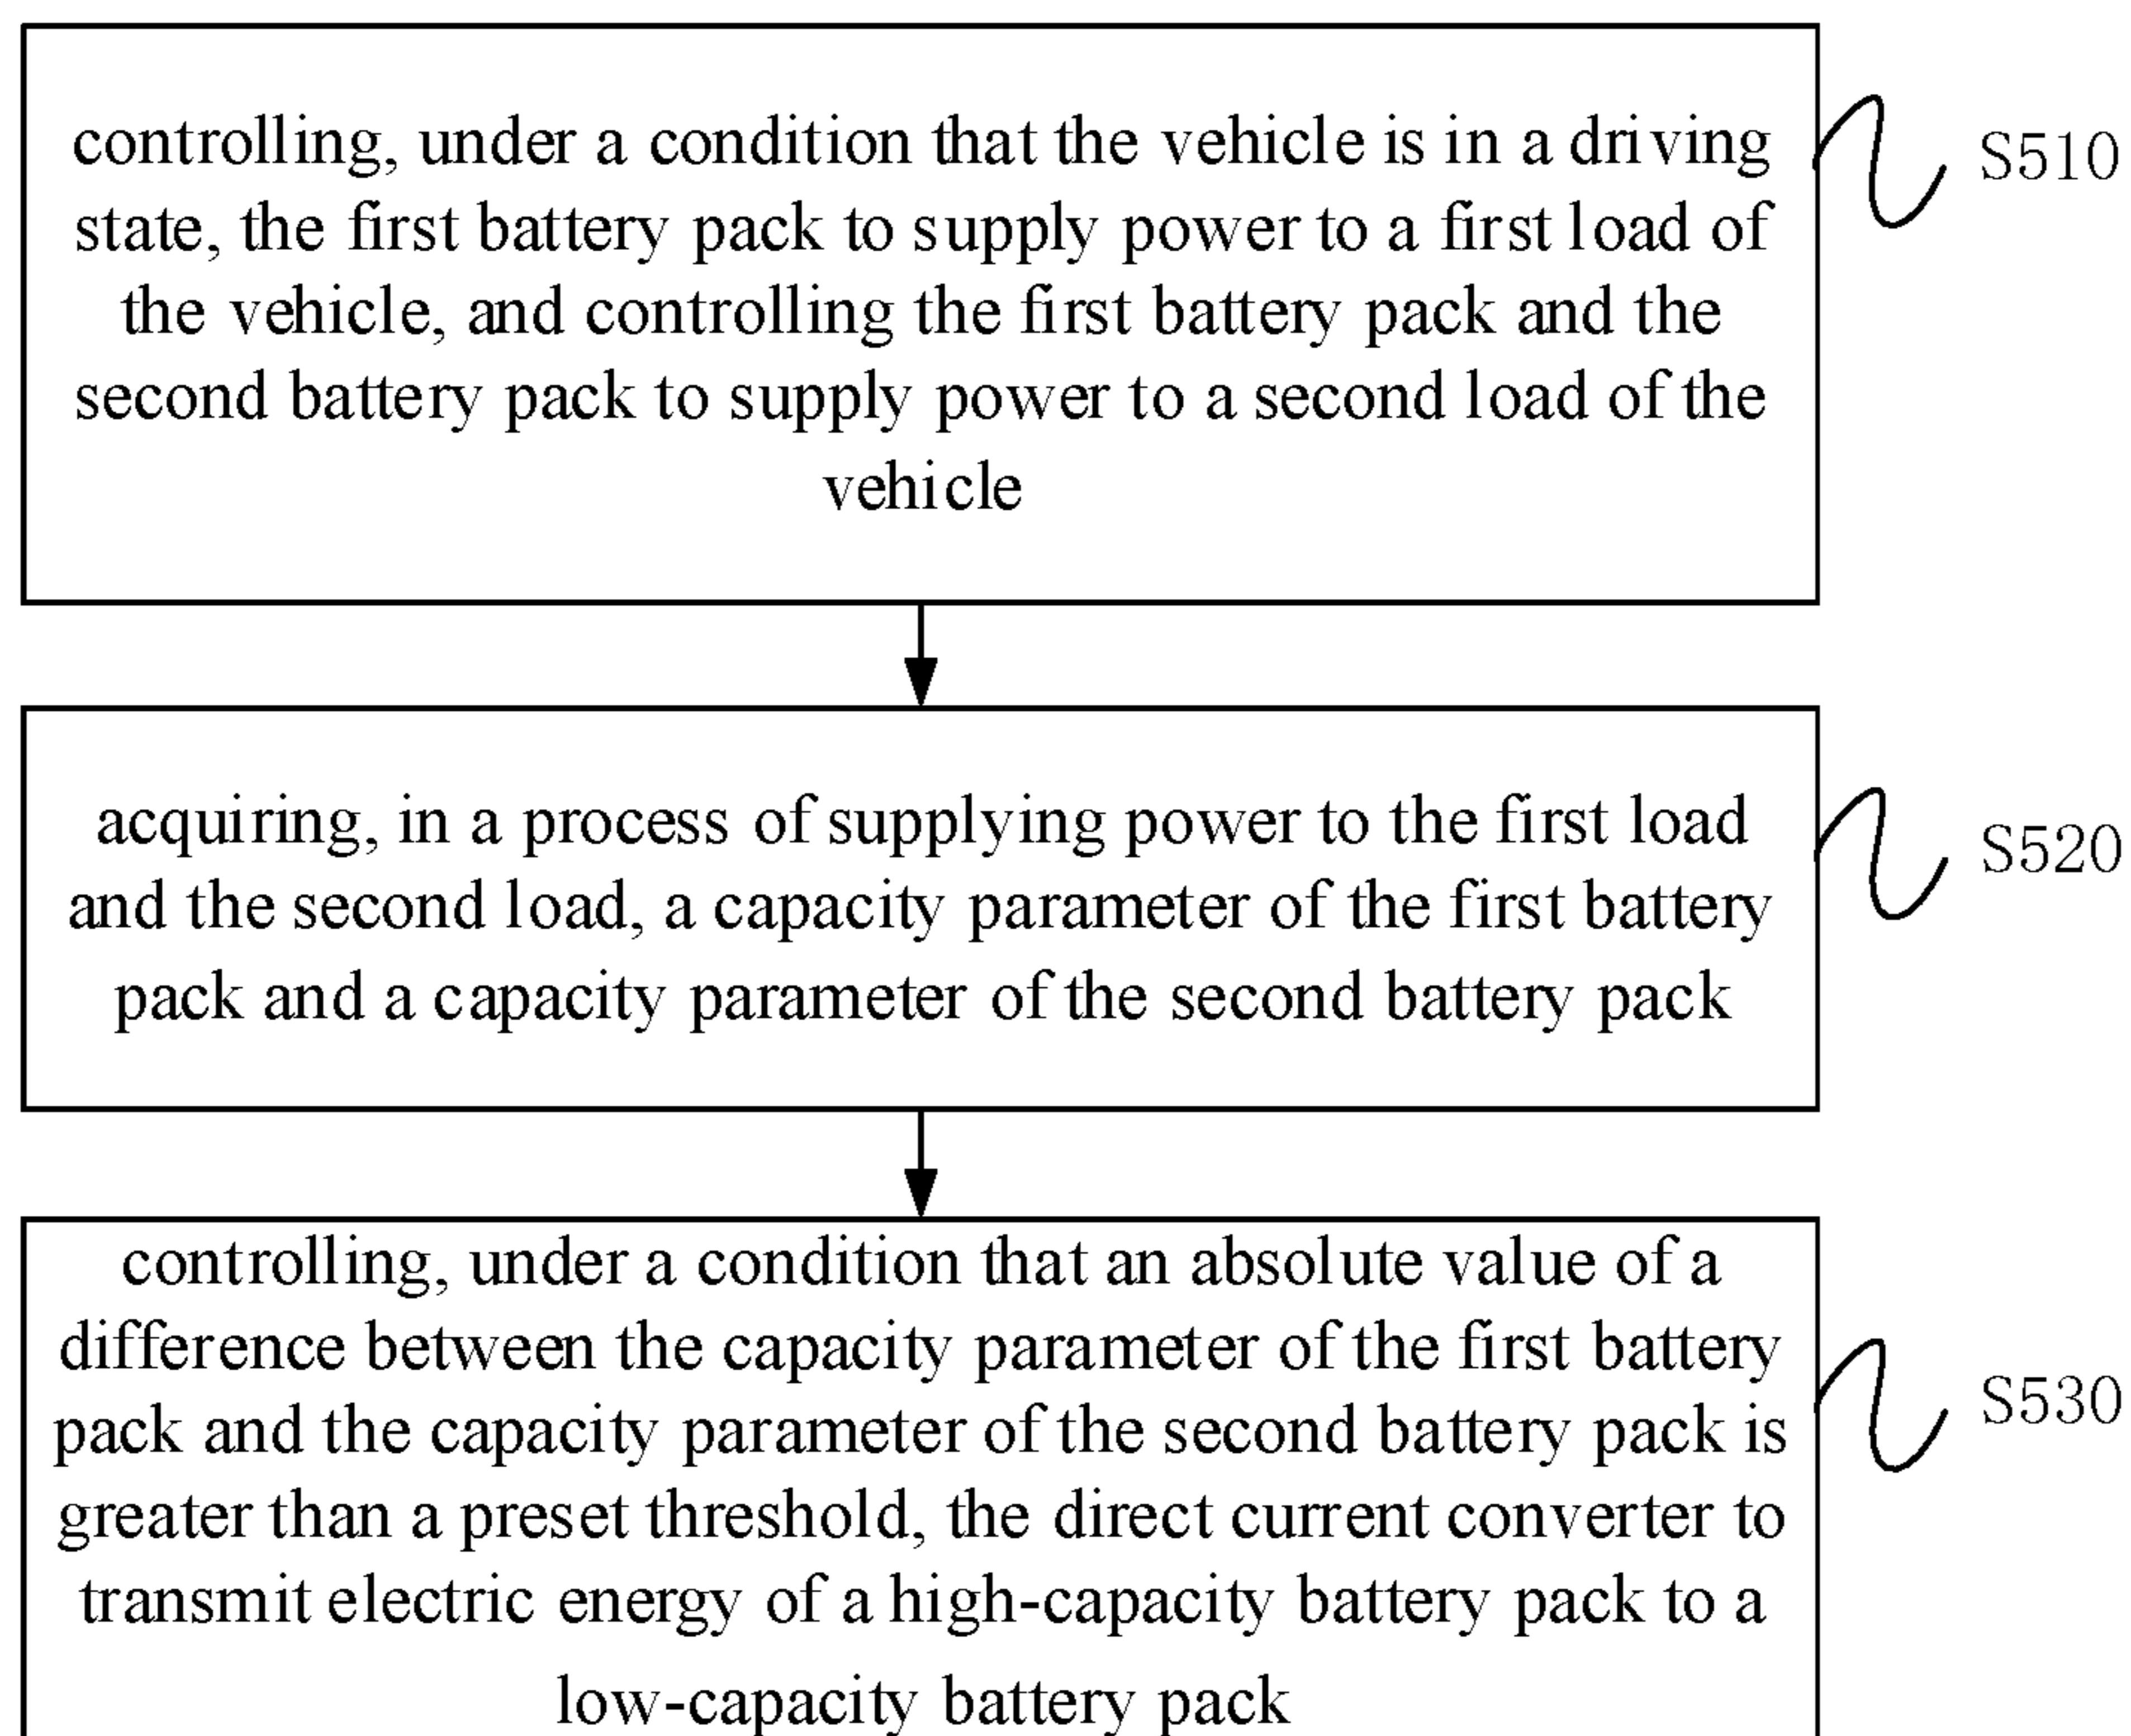 controlling, under a condition that the vehicle is in a driving
state, the first battery pack to supply power to a first load of
the vehicle, and controlling the first battery pack and the
second battery pack to supply power to a second load of the
vehicle
S510
acquiring, in a process of supplying power to the first load
and the second load, a capacity parameter of the first battery
pack and a capacity parameter of the second battery pack
S520
controlling, under a condition that an absolute value of a
difference between the capacity parameter of the first battery
pack and the capacity parameter of the second battery pack is
greater than a preset threshold, the direct current converter to
transmit electric energy of a high-capacity battery pack to a
low-capacity battery pack
S530